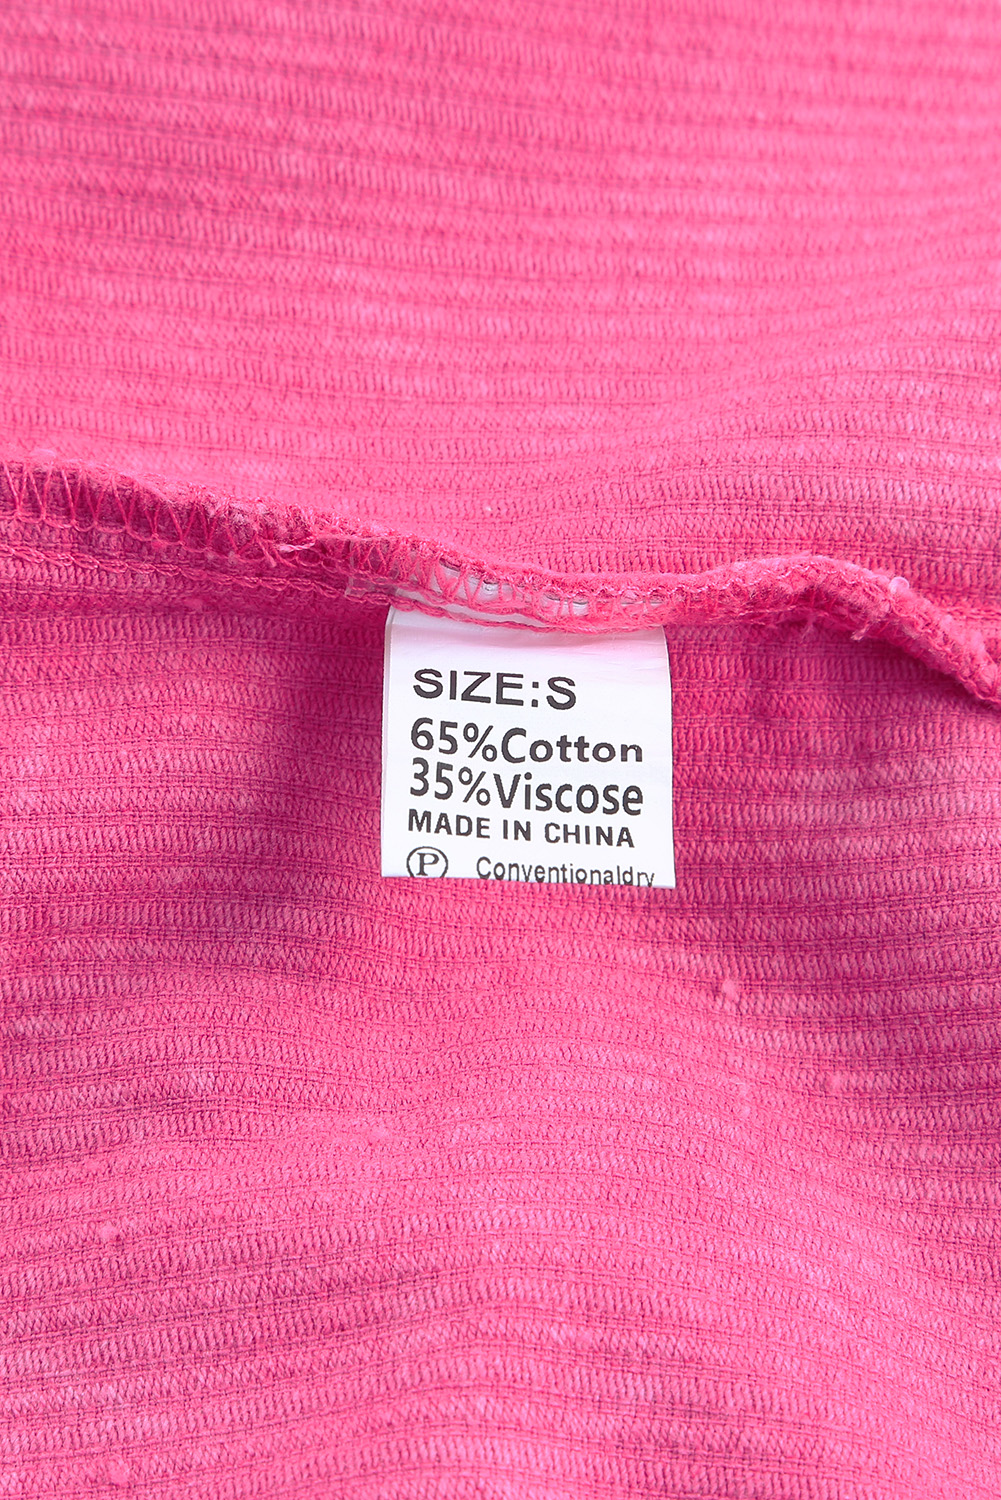 SIZE:S
65%Cotton
35%Viscose
MADE IN CHINA
P Conventionaldry